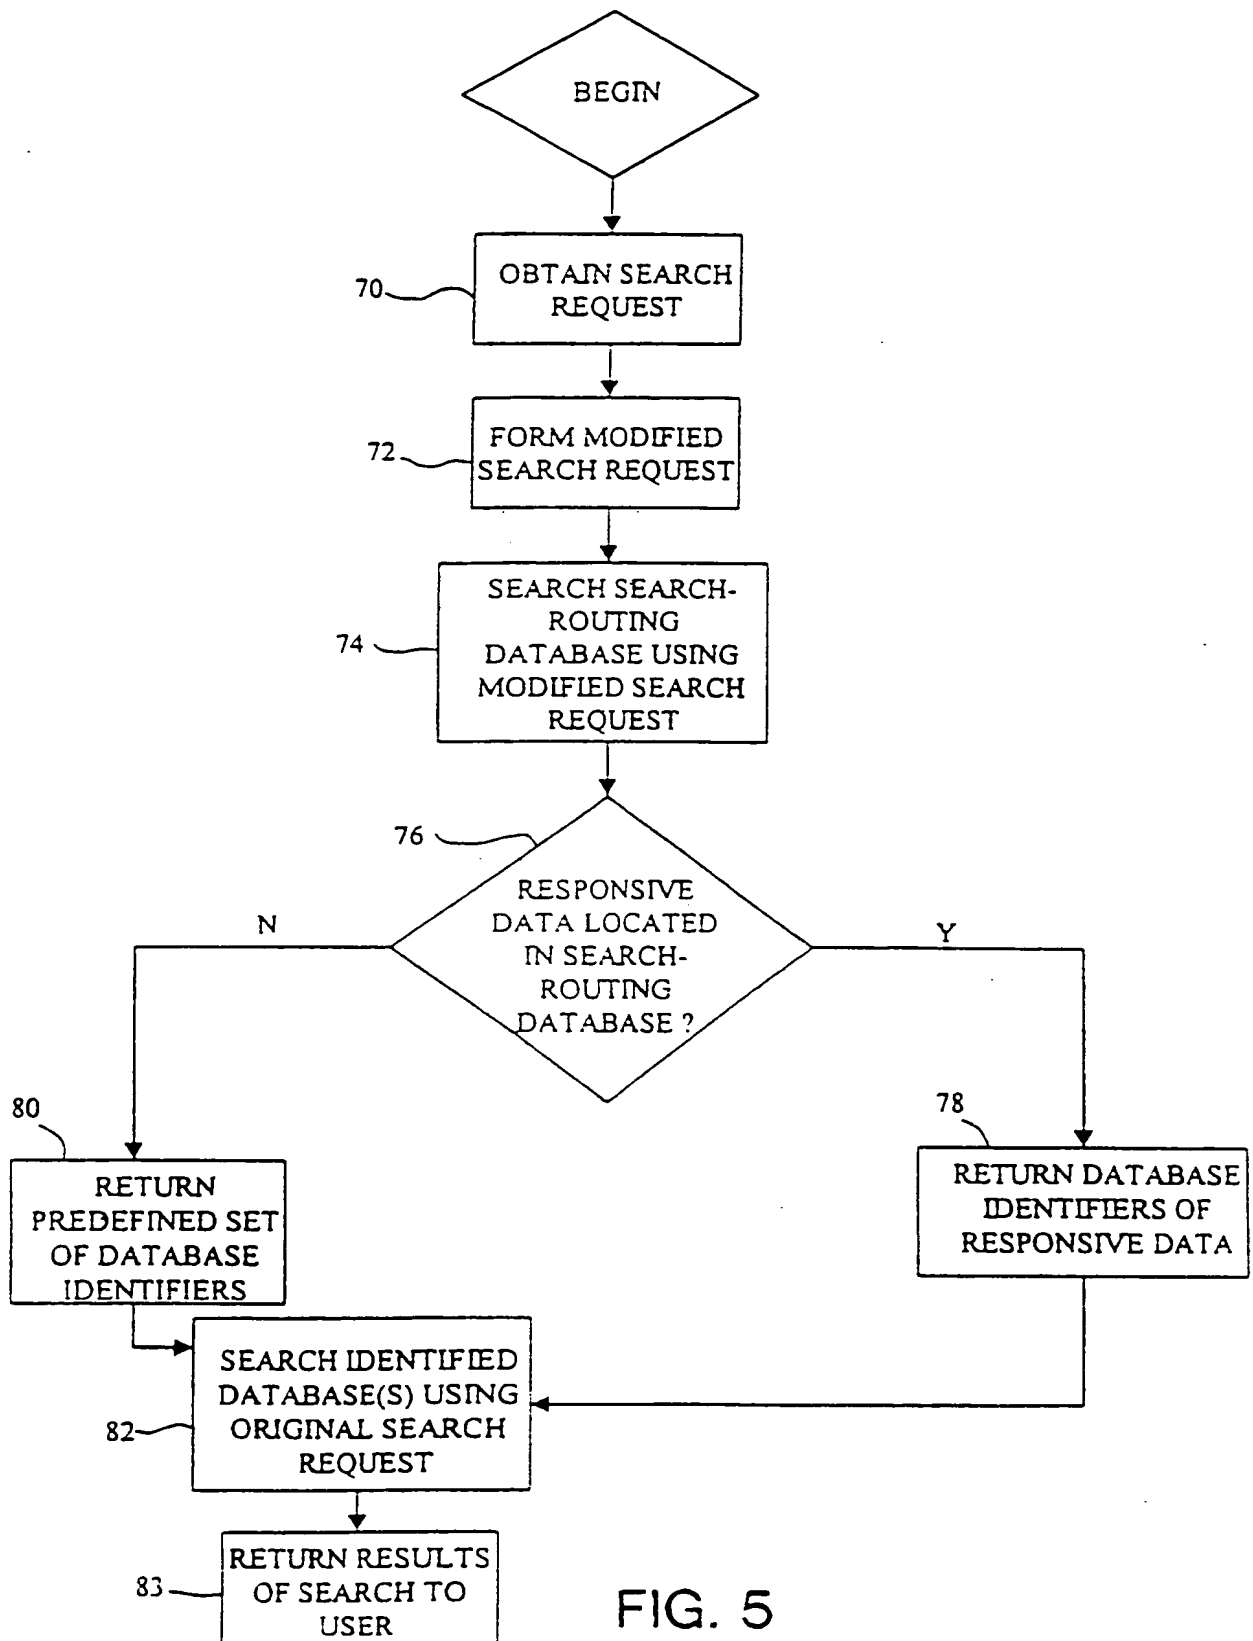 BEGIN
70
OBTAIN SEARCH
REQUEST
72
FORM MODIFIED
SEARCH REQUEST
74
SEARCH SEARCH-
ROUTING
DATABASE USING
MODIFIED SEARCH
REQUEST
76
RESPONSIVE
DATA LOCATED
IN SEARCH-
ROUTING
DATABASE ?
N
Y
80
RETURN
PREDEFINED SET
OF DATABASE
IDENTIFIERS
78
RETURN DATABASE
IDENTIFIERS OF
RESPONSIVE DATA
82
SEARCH IDENTIFIED
DATABASE(S) USING
ORIGINAL SEARCH
REQUEST
83
RETURN RESULTS
OF SEARCH TO
USER
FIG. 5